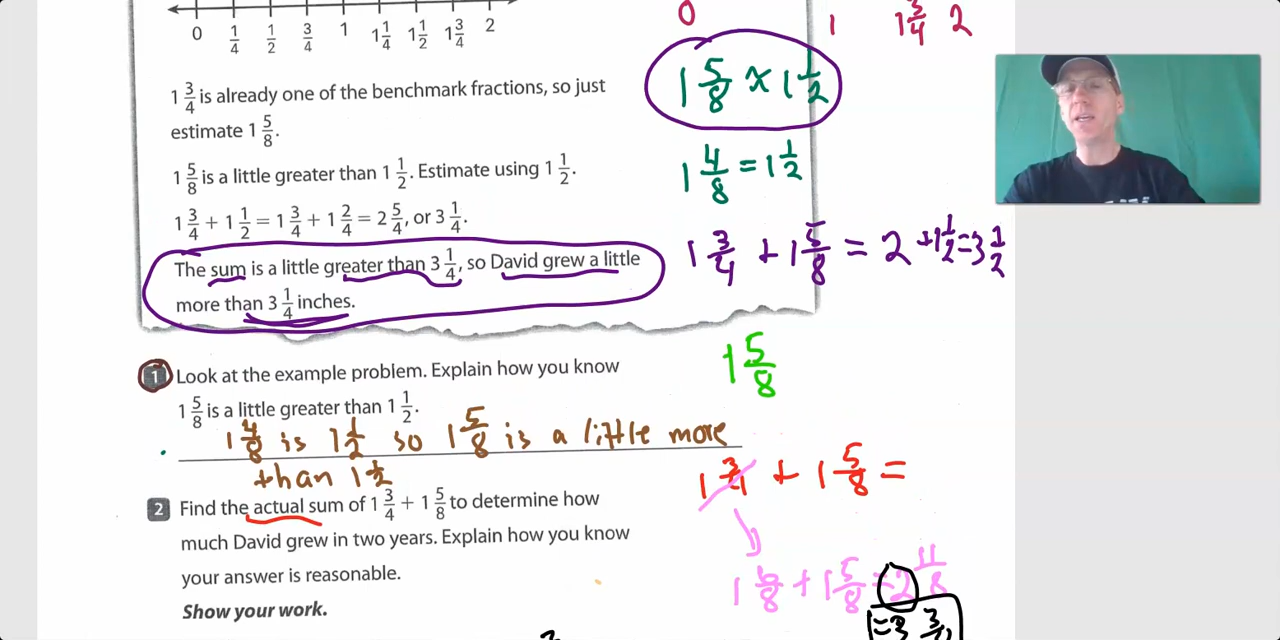 0 1/4 1/2 3/4 1 1 1/4 1 1/2 1 3/4 2
0 1 1 3/4 2
1 3/4 is already one of the benchmark fractions, so just
estimate 1 5/8.
1 5/8 is a little greater than 1 1/2. Estimate using 1 1/2.
1 3/4 + 1 1/2 = 1 3/4 + 1 2/4 = 2 5/4, or 3 1/4.
The sum is a little greater than 3 1/4, so David grew a little
more than 3 1/4 inches.
1 5/8 × 1 1/2
1 4/8 = 1 1/2
1 3/4 + 1 5/8 = 2 + 1 1/2 = 3 1/2
1 5/8
1 Look at the example problem. Explain how you know
1 5/8 is a little greater than 1 1/2.
1 4/8 is 1 1/2 so 1 5/8 is a little more
than 1 1/2
2 Find the actual sum of 1 3/4 + 1 5/8 to determine how
much David grew in two years. Explain how you know
your answer is reasonable.
Show your work.
1 3/4 + 1 5/8 =
1 6/8 + 1 5/8 = 2 11/8